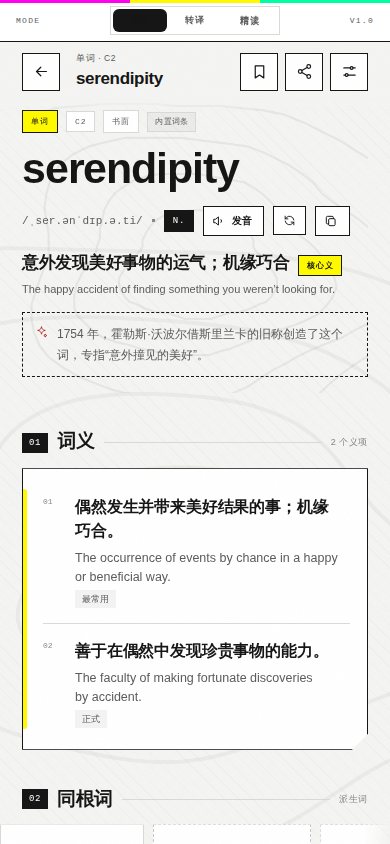 MODE
转译
精读
V1.0
单词 · C2
serendipity
单词
C2
书面
内置词条
serendipity
/ˌser.ənˈdɪp.ə.ti/
N.
发音
意外发现美好事物的运气；机缘巧合 核心义
The happy accident of finding something you weren’t looking for.
1754 年，霍勒斯·沃波尔借斯里兰卡的旧称创造了这个
词，专指“意外撞见的美好”。
01 词义 2 个义项
01 偶然发生并带来美好结果的事；机缘
巧合。
The occurrence of events by chance in a happy
or beneficial way.
最常用
02 善于在偶然中发现珍贵事物的能力。
The faculty of making fortunate discoveries
by accident.
正式
02 同根词 派生词